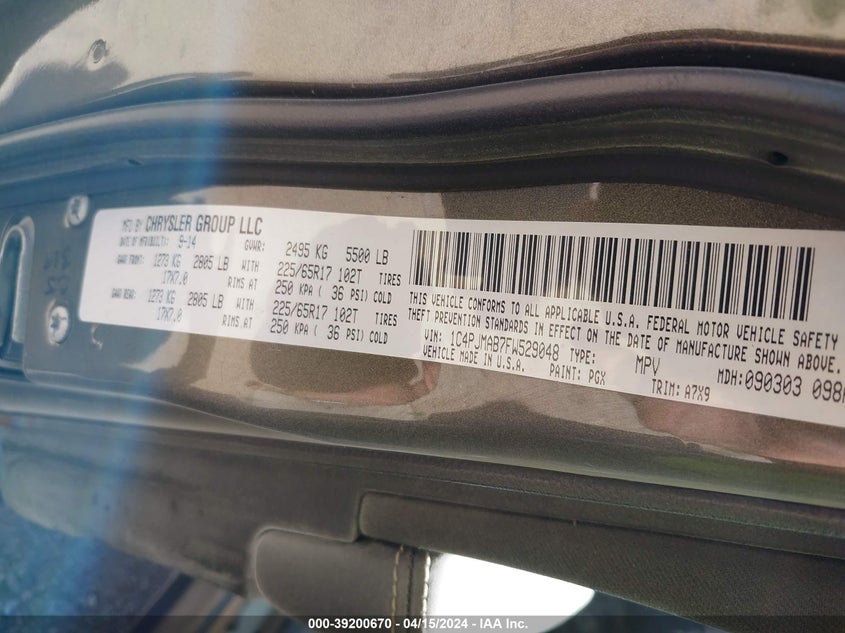 MFD BY CHRYSLER GROUP LLC
DATE OF MFR(BUILT): 9-14 GVWR: 2495 KG 5500 LB
GAWR FRONT: 1273 KG 2805 LB WITH 225/65R17 102T TIRES
17X7.0 RIMS AT 250 KPA ( 36 PSI) COLD
GAWR REAR: 1273 KG 2805 LB WITH 225/65R17 102T TIRES
17X7.0 RIMS AT 250 KPA ( 36 PSI) COLD
THIS VEHICLE CONFORMS TO ALL APPLICABLE U.S.A. FEDERAL MOTOR VEHICLE SAFETY
THEFT PREVENTION STANDARDS IN EFFECT ON THE DATE OF MANUFACTURE SHOWN ABOVE.
VIN: 1C4PJMAB7FW529048 TYPE: MPV MDH:090303 098
VEHICLE MADE IN U.S.A. PAINT: PGX TRIM: A7X9
000-39200670 - 04/15/2024 - IAA Inc.